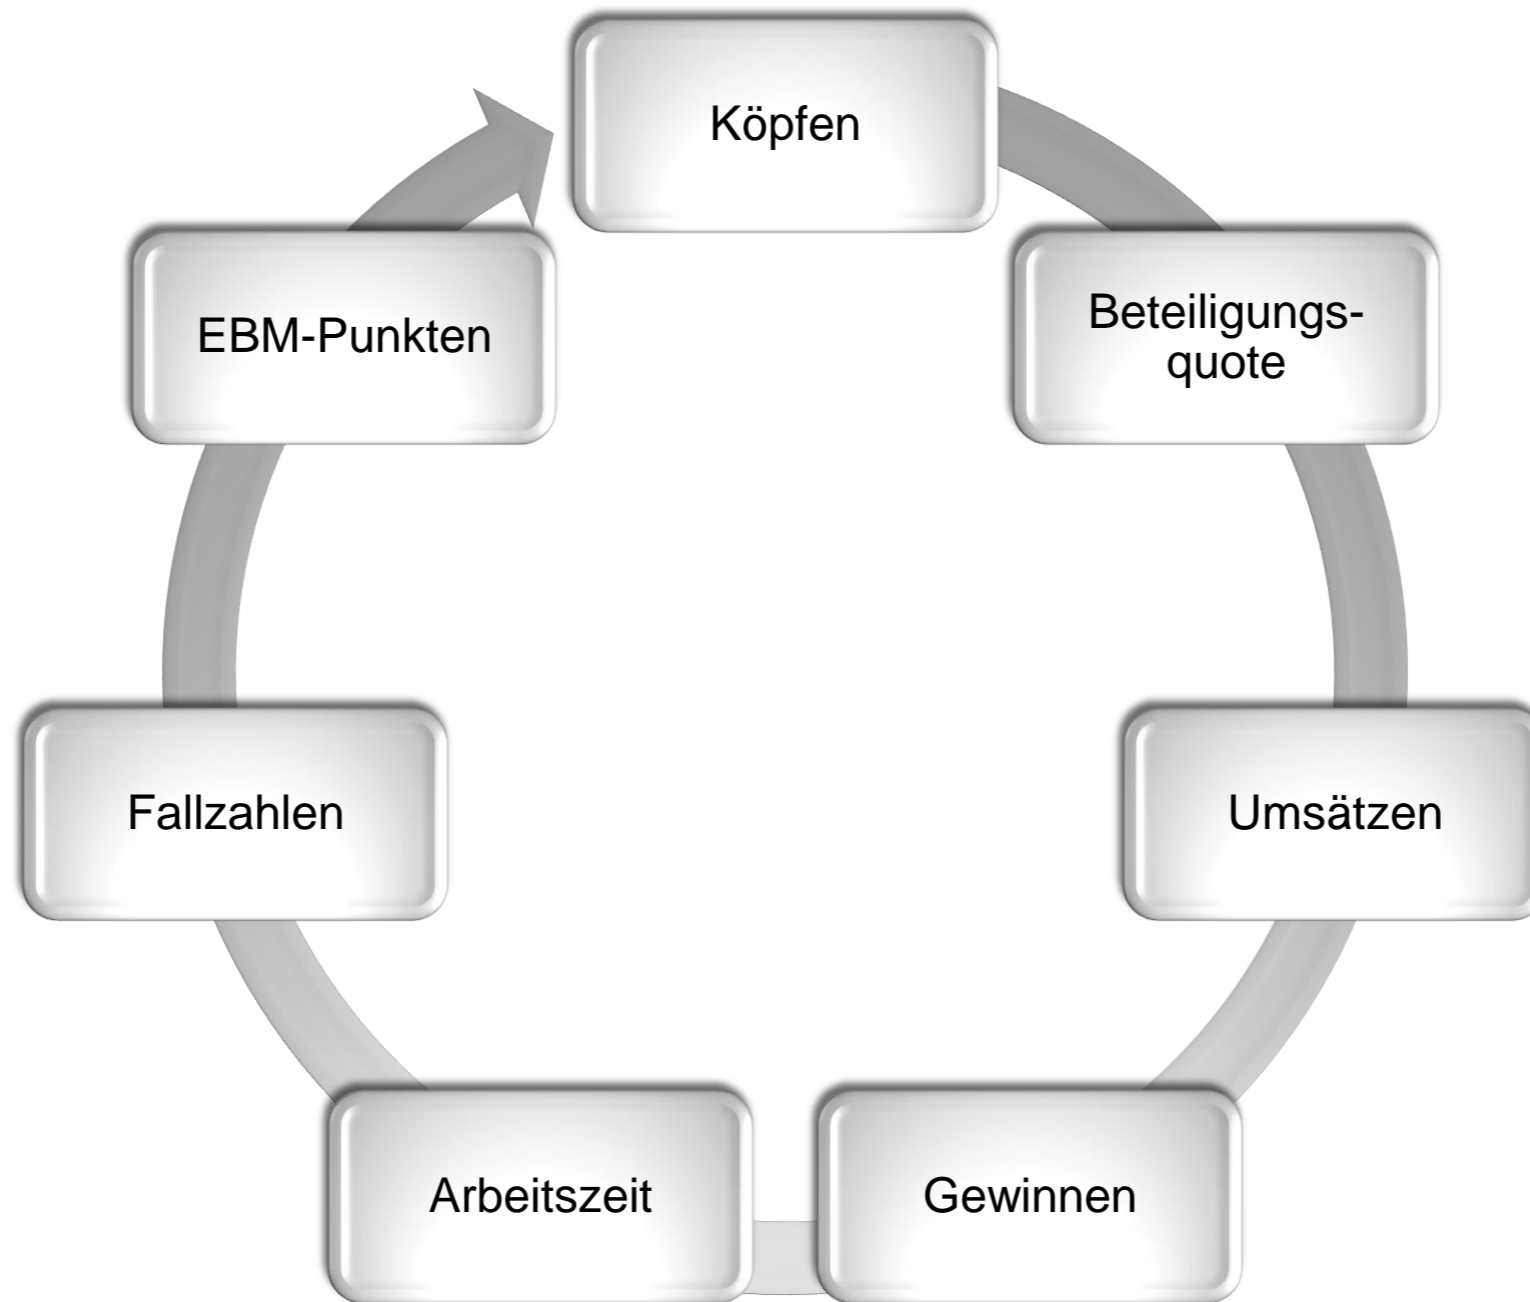 Köpfen
Beteiligungs-
quote
Umsätzen
Gewinnen
Arbeitszeit
Fallzahlen
EBM-Punkten